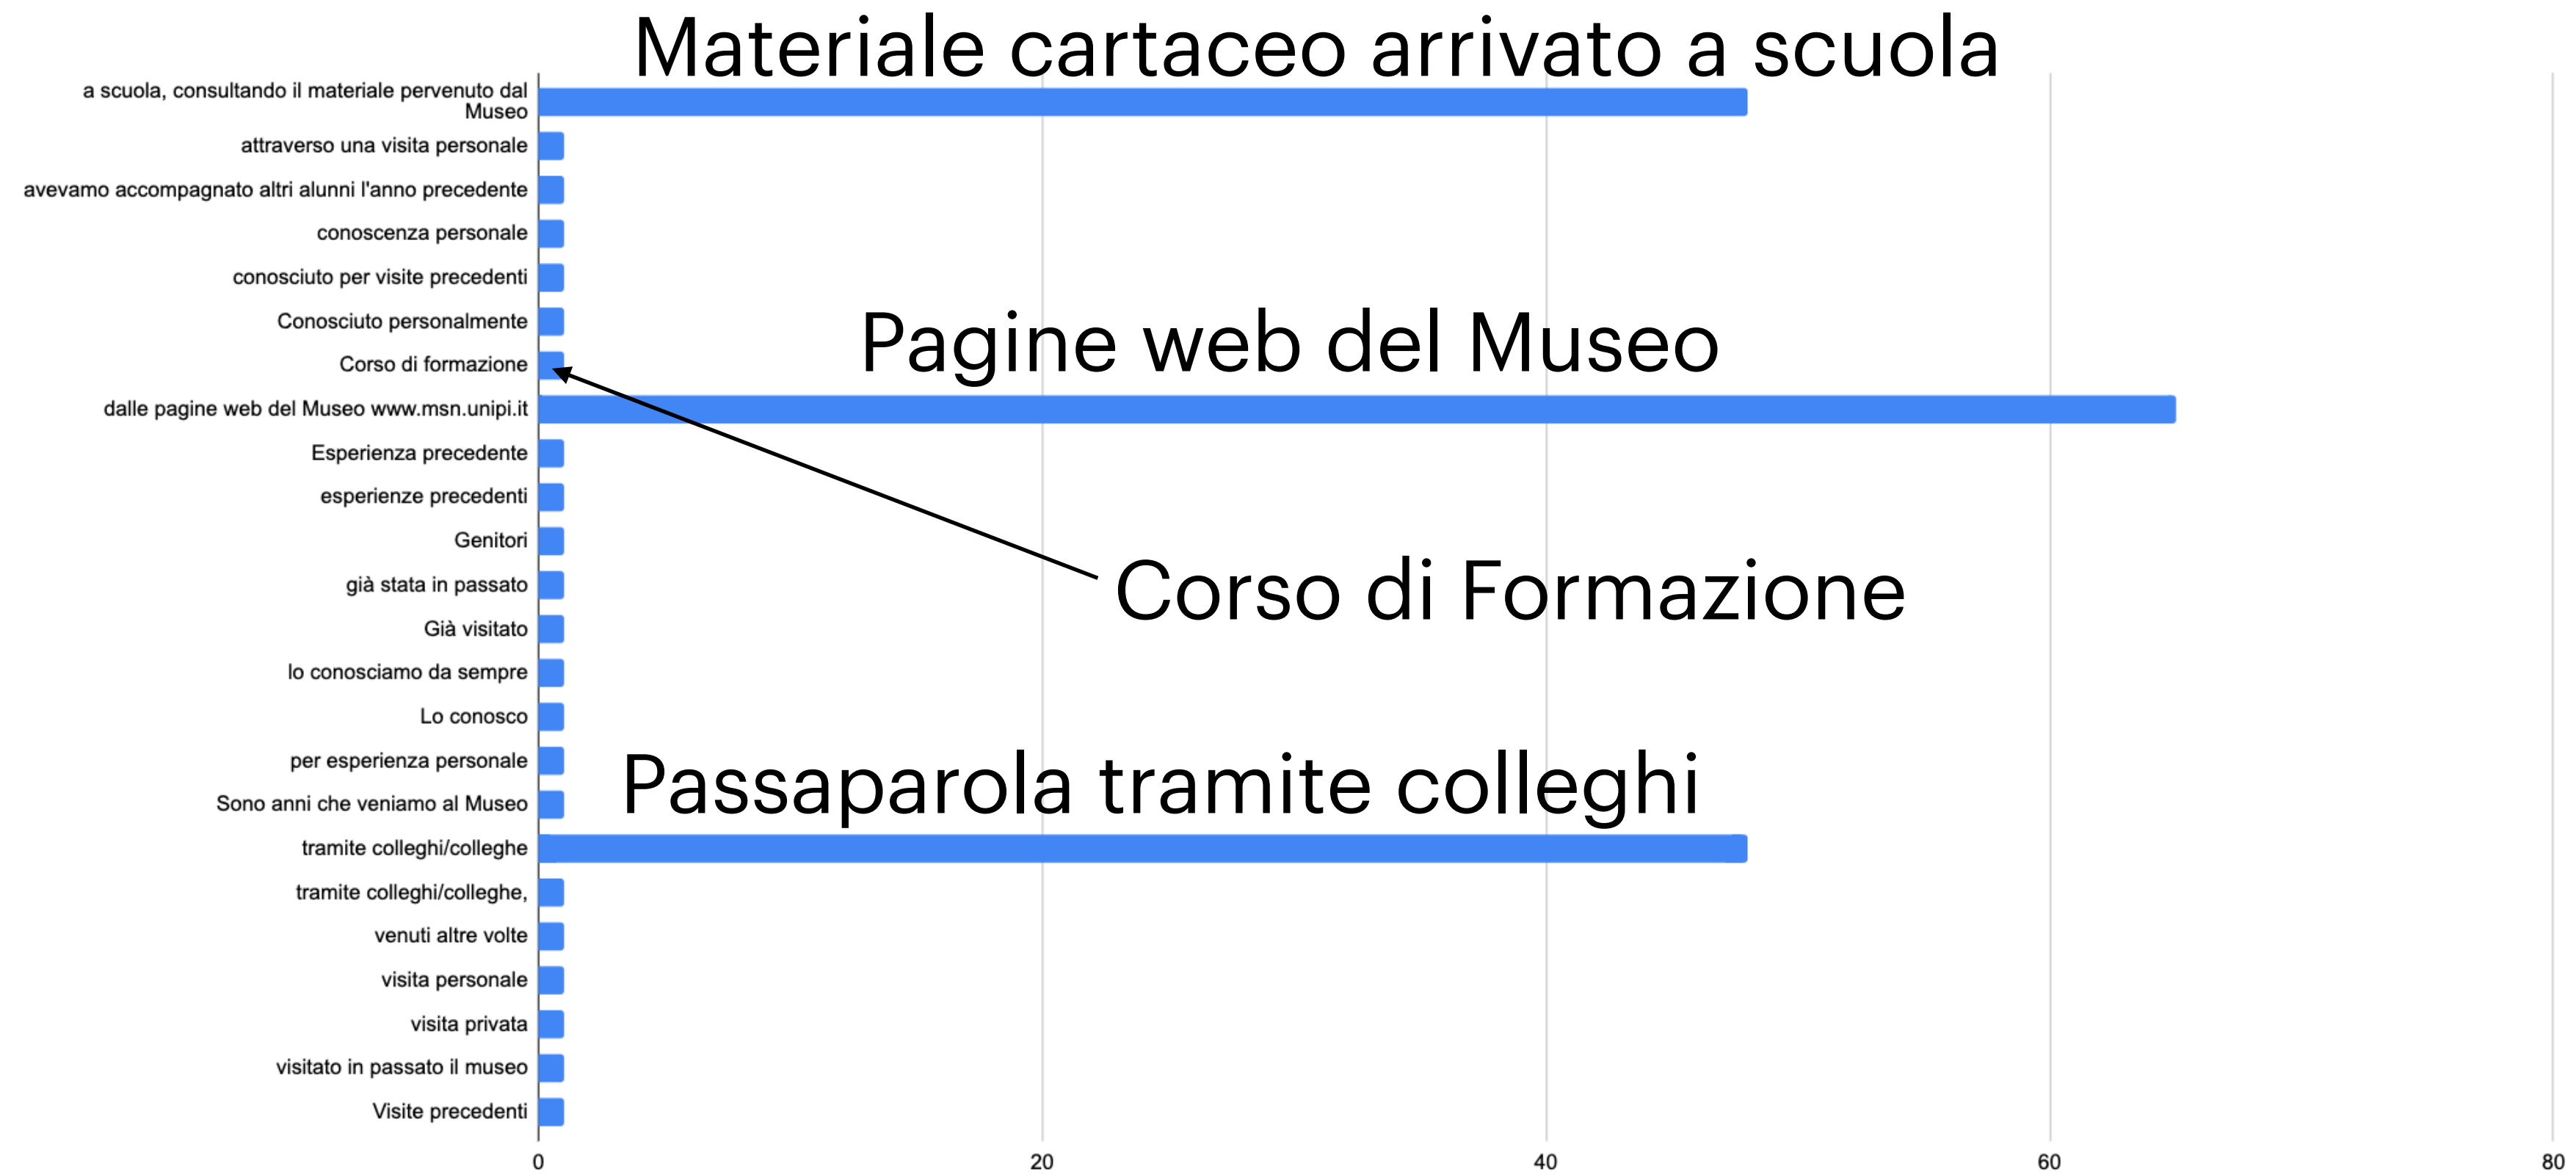 Materiale cartaceo arrivato a scuola
a scuola, consultando il materiale pervenuto dal
Museo
attraverso una visita personale
avevamo accompagnato altri alunni l'anno precedente
conoscenza personale
conosciuto per visite precedenti
Conosciuto personalmente
Pagine web del Museo
Corso di formazione
dalle pagine web del Museo www.msn.unipi.it
Esperienza precedente
esperienze precedenti
Genitori
già stata in passato
Corso di Formazione
Già visitato
lo conosciamo da sempre
Lo conosco
per esperienza personale
Passaparola tramite colleghi
Sono anni che veniamo al Museo
tramite colleghi/colleghe
tramite colleghi/colleghe,
venuti altre volte
visita personale
visita privata
visitato in passato il museo
Visite precedenti
0 20 40 60 80